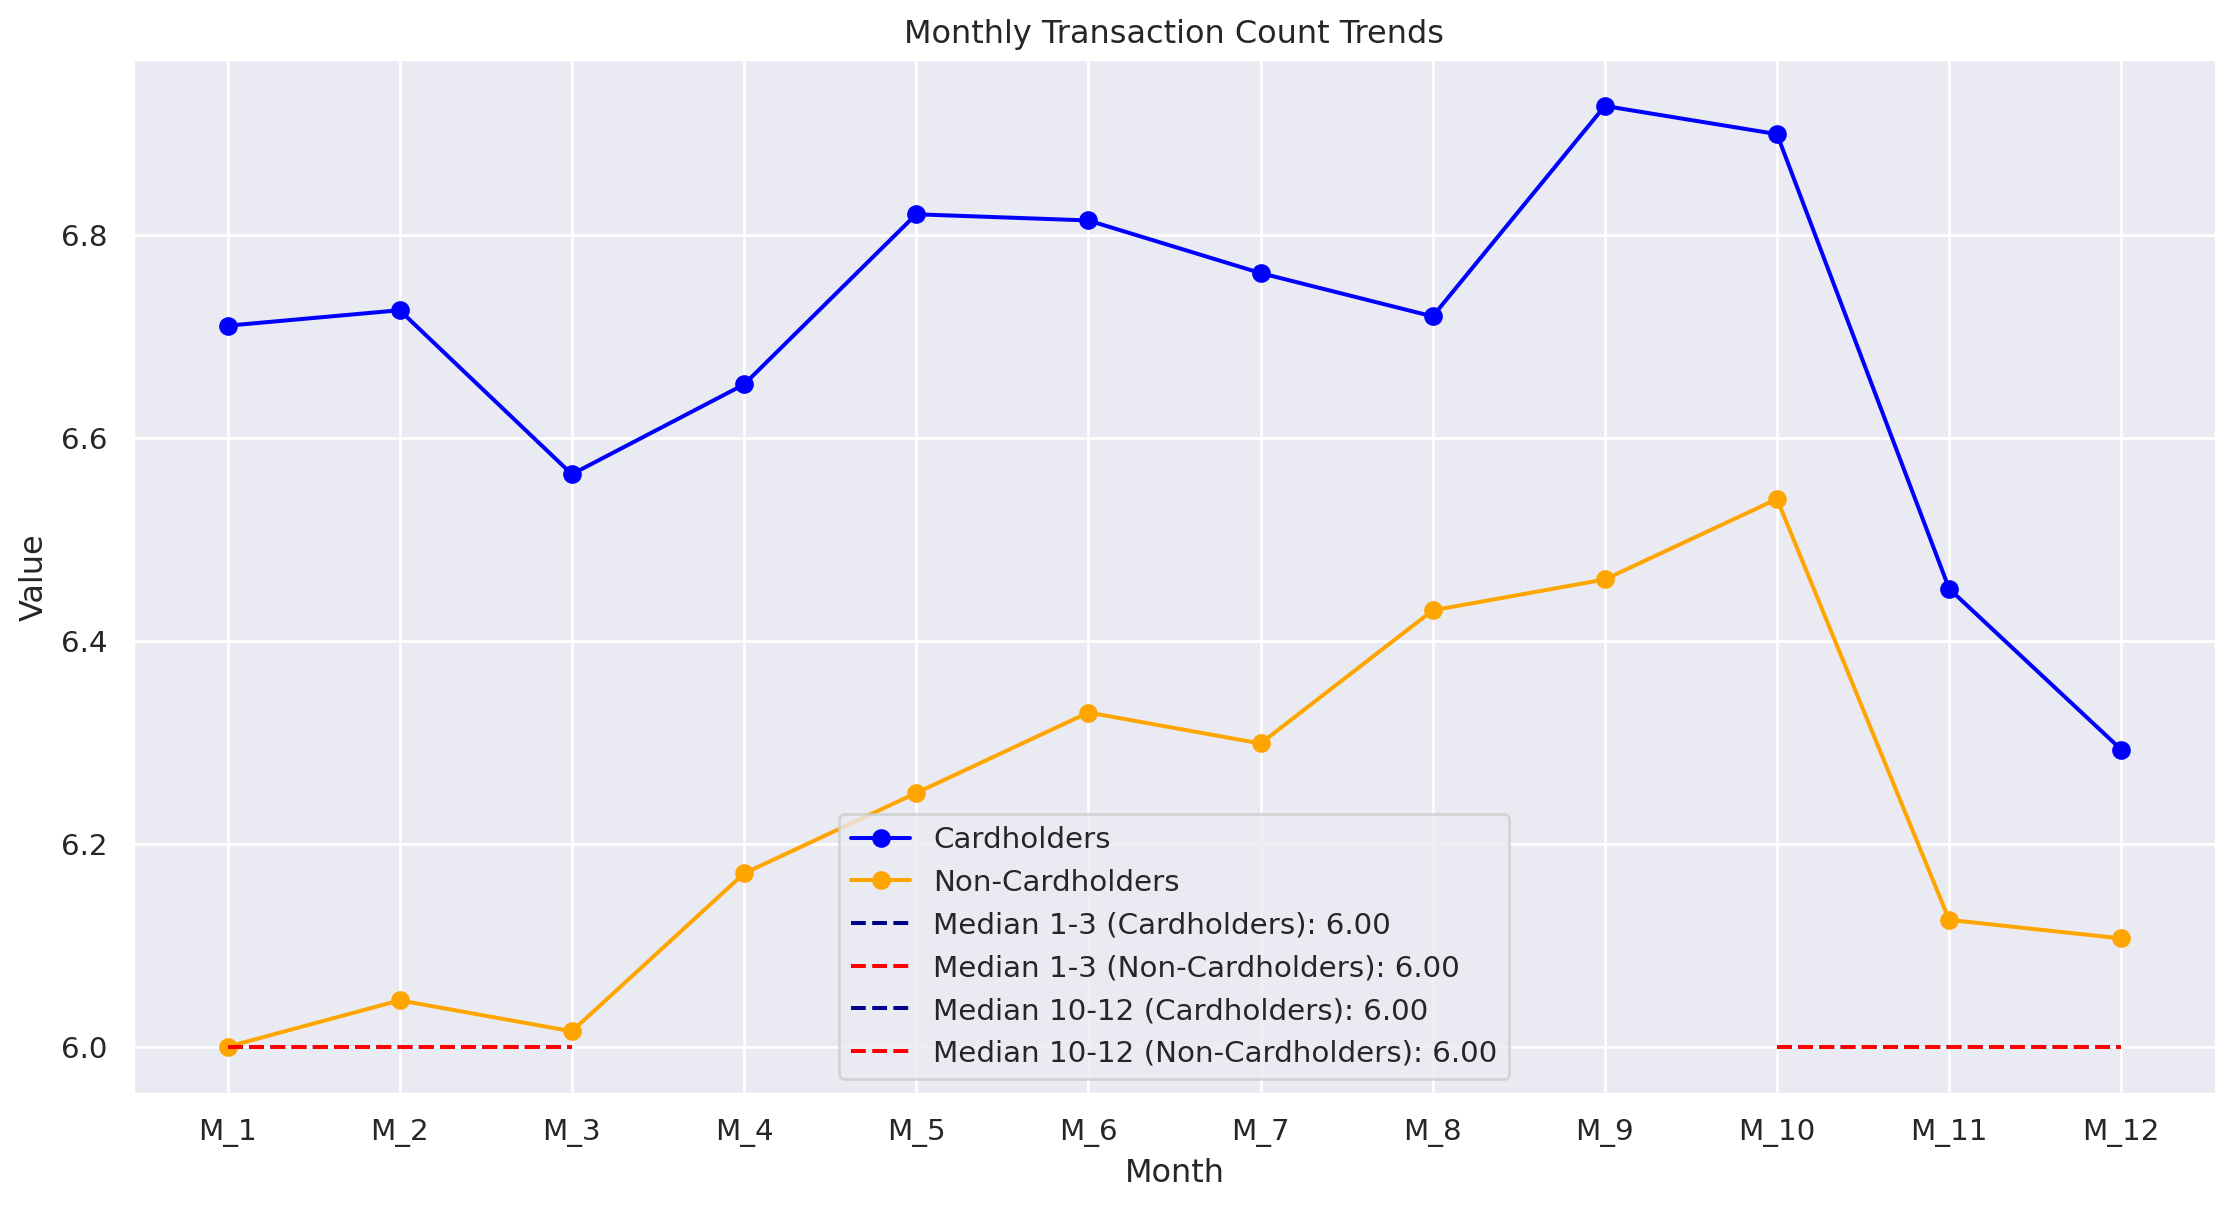 Monthly Transaction Count Trends
Value
6.8
6.6
6.4
6.2
6.0
Cardholders
Non-Cardholders
Median 1-3 (Cardholders): 6.00
Median 1-3 (Non-Cardholders): 6.00
Median 10-12 (Cardholders): 6.00
Median 10-12 (Non-Cardholders): 6.00
M_1 M_2 M_3 M_4 M_5 M_6 M_7 M_8 M_9 M_10 M_11 M_12
Month